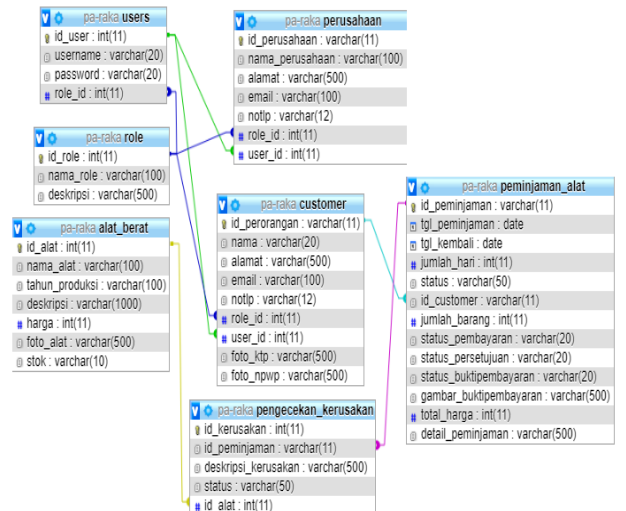 pa-raka users
id_user : int(11)
username : varchar(20)
password : varchar(20)
role_id : int(11)
pa-raka perusahaan
id_perusahaan : varchar(11)
nama_perusahaan : varchar(100)
alamat : varchar(500)
email : varchar(100)
notlp : varchar(12)
role_id : int(11)
user_id : int(11)
pa-raka role
id_role : int(11)
nama_role : varchar(100)
deskripsi : varchar(500)
pa-raka alat_berat
id_alat : int(11)
nama_alat : varchar(100)
tahun_produksi : varchar(100)
deskripsi : varchar(1000)
harga : int(11)
foto_alat : varchar(500)
stok : varchar(10)
pa-raka customer
id_perorangan : varchar(11)
nama : varchar(20)
alamat : varchar(500)
email : varchar(100)
notlp : varchar(12)
role_id : int(11)
user_id : int(11)
foto_ktp : varchar(500)
foto_npwp : varchar(500)
pa-raka peminjaman_alat
id_peminjaman : varchar(11)
tgl_peminjaman : date
tgl_kembali : date
jumlah_hari : int(11)
status : varchar(50)
id_customer : varchar(11)
jumlah_barang : int(11)
status_pembayaran : varchar(20)
status_persetujuan : varchar(20)
status_buktipembayaran : varchar(20)
gambar_buktipembayaran : varchar(500)
total_harga : int(11)
detail_peminjaman : varchar(500)
pa-raka pengecekan_kerusakan
id_kerusakan : int(11)
id_peminjaman : varchar(11)
deskripsi_kerusakan : varchar(500)
status : varchar(50)
id_alat : int(11)